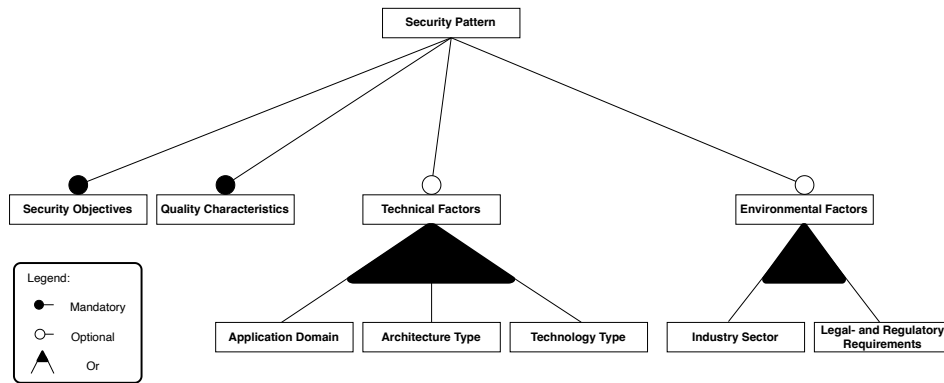 Security Pattern
Security Objectives
Quality Characteristics
Technical Factors
Environmental Factors
Legend:
Mandatory
Optional
Or
Application Domain
Architecture Type
Technology Type
Industry Sector
Legal- and Regulatory
Requirements